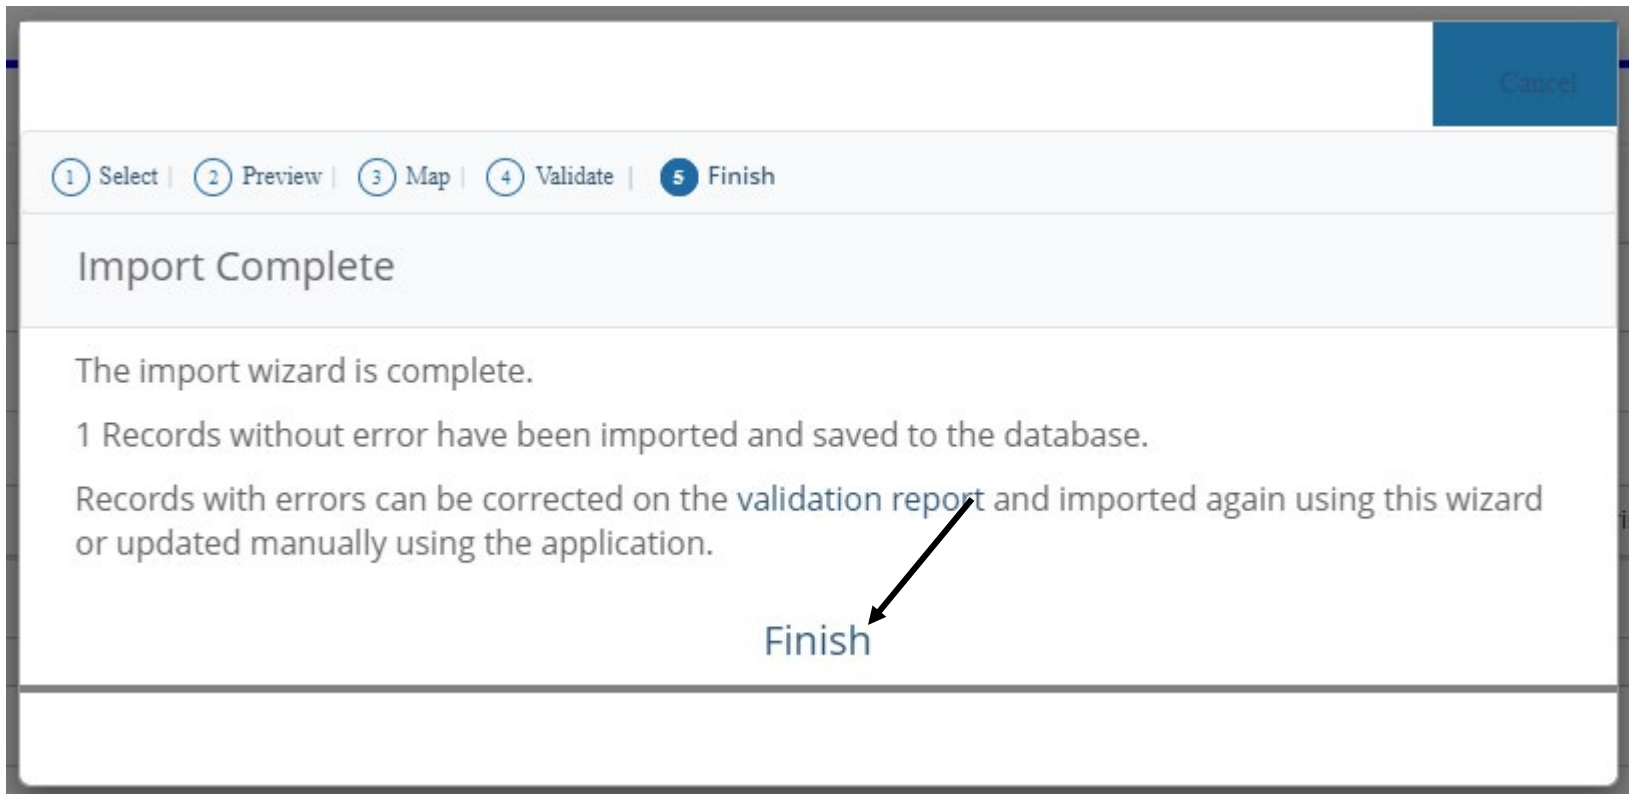 Cancel
1 Select | 2 Preview | 3 Map | 4 Validate | 5 Finish
Import Complete
The import wizard is complete.
1 Records without error have been imported and saved to the database.
Records with errors can be corrected on the validation report and imported again using this wizard
or updated manually using the application.
Finish